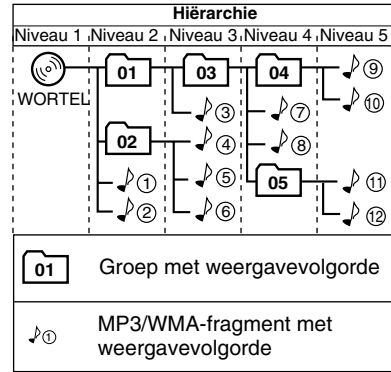 Hiërarchie
Niveau 1 Niveau 2 Niveau 3 Niveau 4 Niveau 5
01 03 04 ⑨
WORTEL ③ ⑦ ⑩
02 ④ ⑧
① ⑤ 05 ⑪
② ⑥ ⑫
01 Groep met weergavevolgorde
① MP3/WMA-fragment met
weergavevolgorde